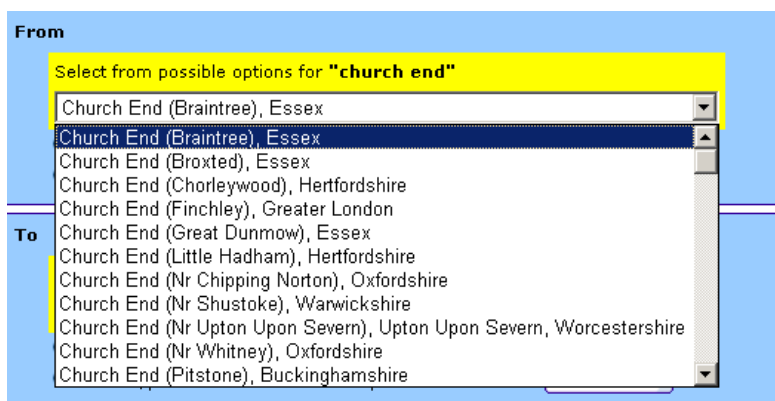 From
Select from possible options for "church end"
Church End (Braintree), Essex
Church End (Braintree), Essex
Church End (Broxted), Essex
Church End (Chorleywood), Hertfordshire
Church End (Finchley), Greater London
To
Church End (Great Dunmow), Essex
Church End (Little Hadham), Hertfordshire
Church End (Nr Chipping Norton), Oxfordshire
Church End (Nr Shustoke), Warwickshire
Church End (Nr Upton Upon Severn), Upton Upon Severn, Worcestershire
Church End (Nr Whitney), Oxfordshire
Church End (Pitstone), Buckinghamshire